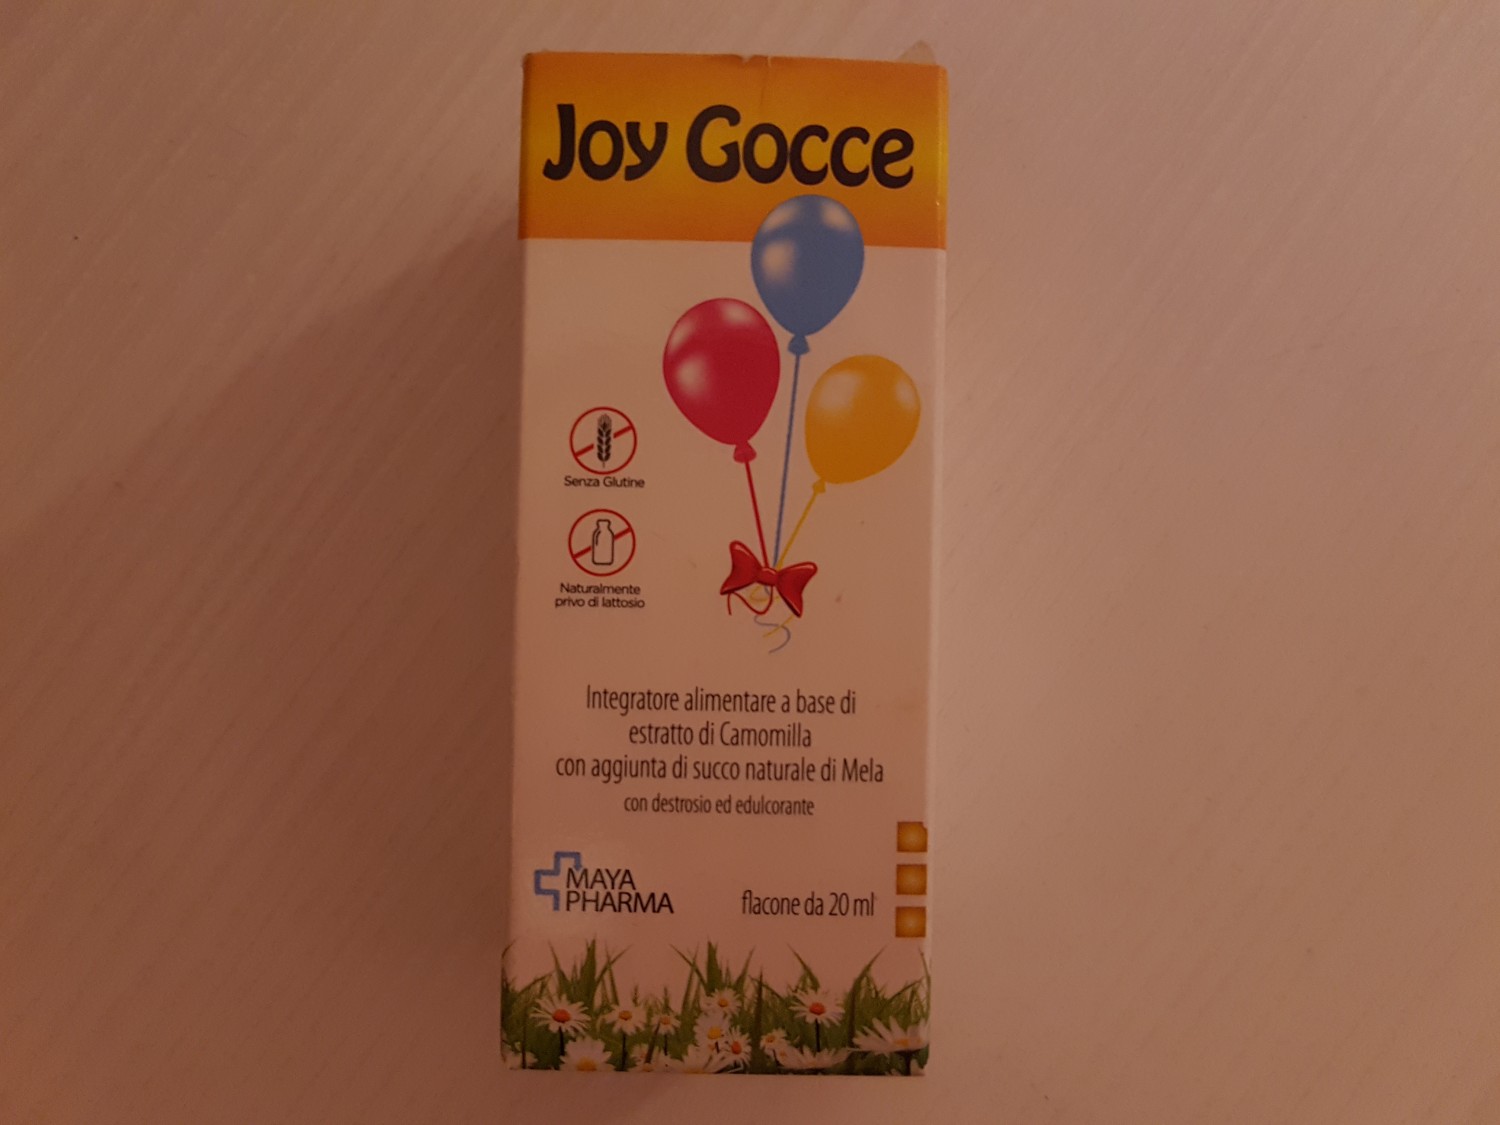 Joy Gocce
Senza Glutine
Naturalmente
privo di lattosio
Integratore alimentare a base di
estratto di Camomilla
con aggiunta di succo naturale di Mela
con destrosio ed edulcorante
MAYA
PHARMA
flacone da 20 ml